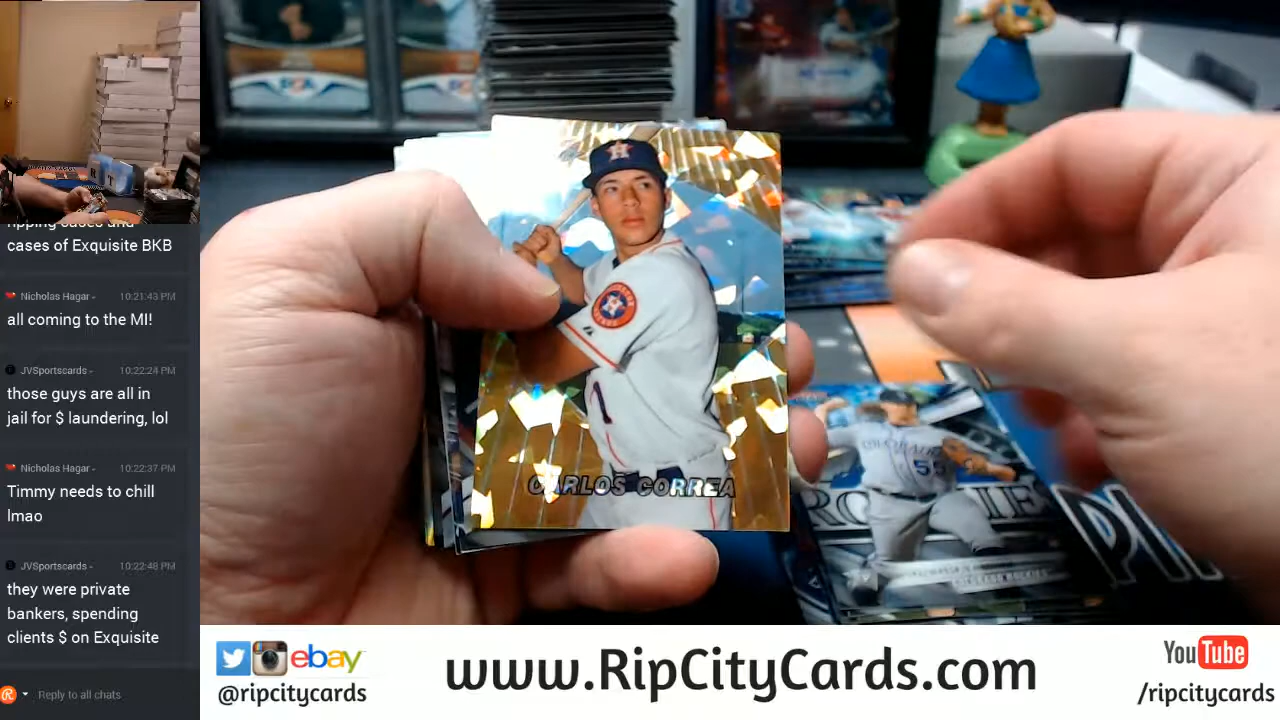 cases of Exquisite BKB
Nicholas Hagar - 10:21:43 PM
all coming to the MI!
JVSportscards - 10:22:24 PM
those guys are all in
jail for $ laundering, lol
Nicholas Hagar - 10:22:37 PM
Timmy needs to chill
lmao
JVSportscards - 10:22:48 PM
they were private
bankers, spending
clients $ on Exquisite
Reply to all chats
H
1
CARLOS CORREA
COLORADO
55
ebay
@ripcitycards
www.RipCityCards.com
YouTube
/ripcitycards